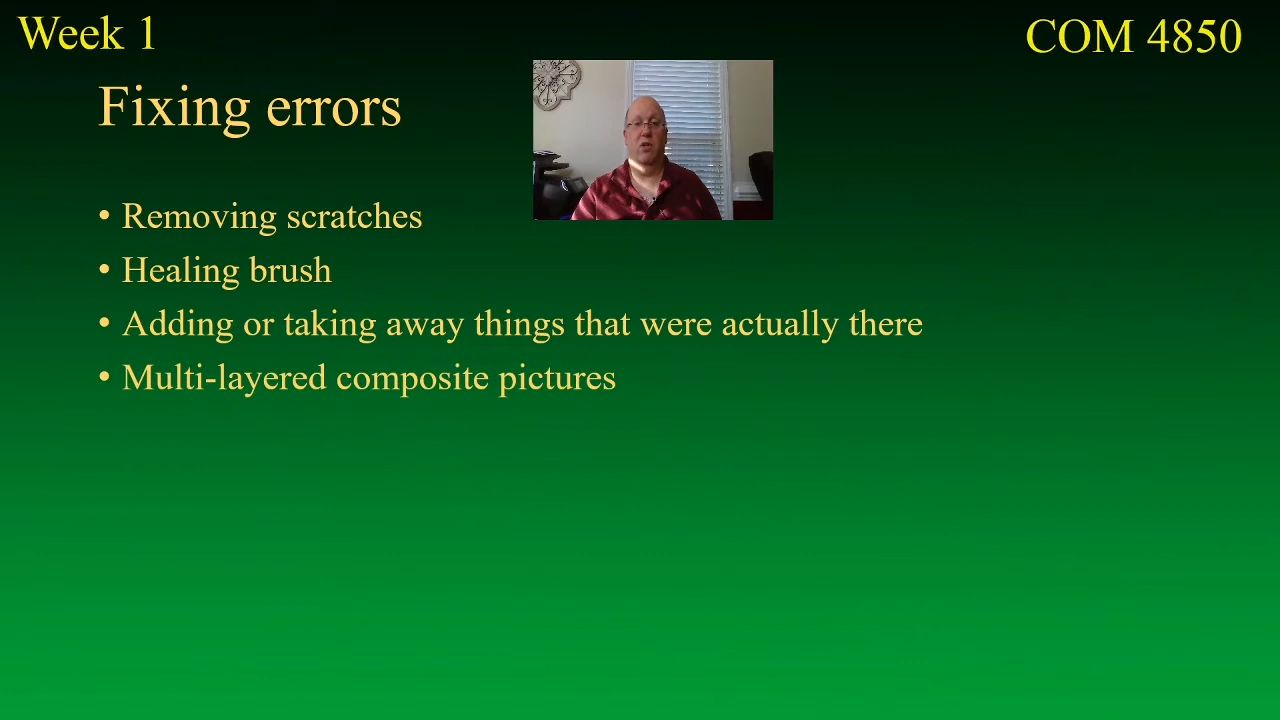 Week 1
COM 4850
Fixing errors
• Removing scratches
• Healing brush
• Adding or taking away things that were actually there
• Multi-layered composite pictures